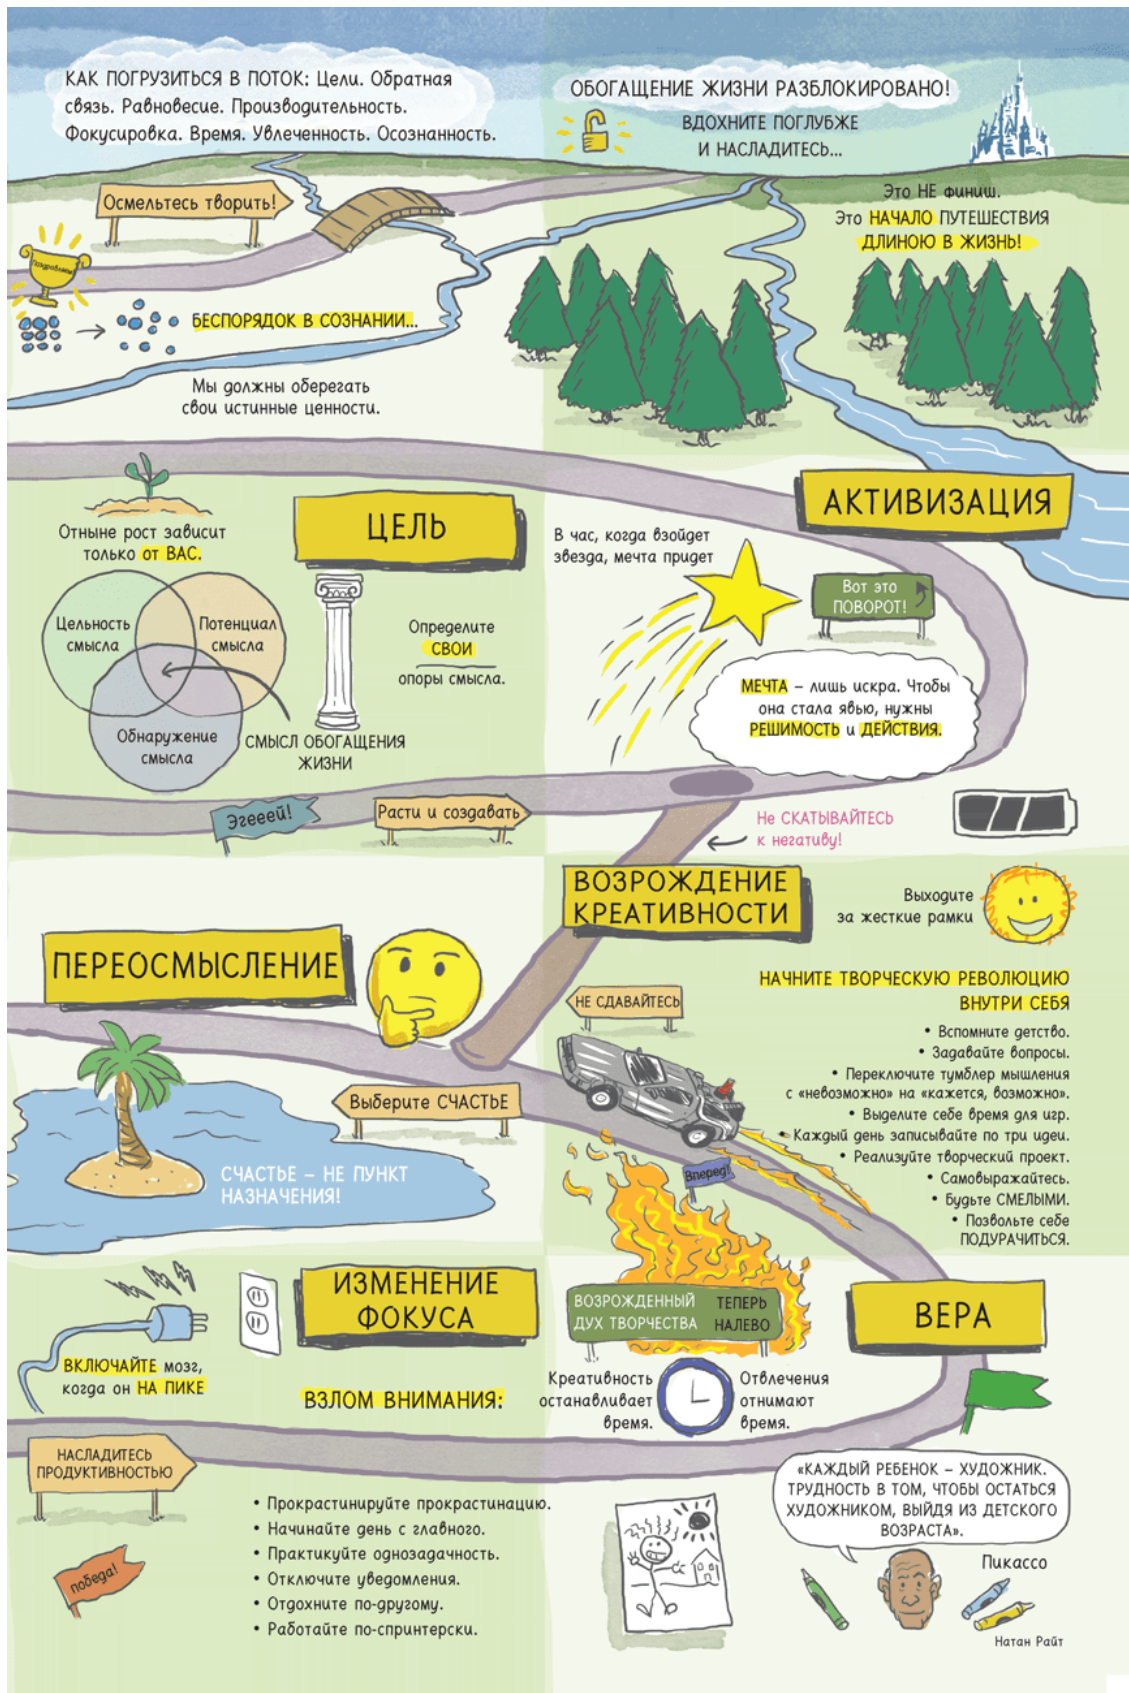 КАК ПОГРУЗИТЬСЯ В ПОТОК: Цели. Обратная
связь. Равновесие. Производительность.
Фокусировка. Время. Увлеченность. Осознанность.
ОБОГАЩЕНИЕ ЖИЗНИ РАЗБЛОКИРОВАНО!
ВДОХНИТЕ ПОГЛУБЖЕ
И НАСЛАДИТЕСЬ...
Осмельтесь творить!
Это НЕ финиш.
Это НАЧАЛО ПУТЕШЕСТВИЯ
ДЛИНОЮ В ЖИЗНЬ!
Поздравляем
БЕСПОРЯДОК В СОЗНАНИИ...
Мы должны оберегать
свои истинные ценности.
АКТИВИЗАЦИЯ
ЦЕЛЬ
Отныне рост зависит
только от ВАС.
В час, когда взойдет
звезда, мечта придет
Вот это
ПОВОРОТ!
Цельность
смысла
Потенциал
смысла
Обнаружение
смысла
СМЫСЛ ОБОГАЩЕНИЯ
ЖИЗНИ
Определите
СВОИ
опоры смысла.
МЕЧТА – лишь искра. Чтобы
она стала явью, нужны
РЕШИМОСТЬ и ДЕЙСТВИЯ.
Эгееей!
Расти и создавать
Не СКАТЫВАЙТЕСЬ
к негативу!
ВОЗРОЖДЕНИЕ
КРЕАТИВНОСТИ
Выходите
за жесткие рамки
ПЕРЕОСМЫСЛЕНИЕ
НАЧНИТЕ ТВОРЧЕСКУЮ РЕВОЛЮЦИЮ
ВНУТРИ СЕБЯ
НЕ СДАВАЙТЕСЬ
• Вспомните детство.
• Задавайте вопросы.
• Переключите тумблер мышления
с «невозможно» на «кажется, возможно».
• Выделите себе время для игр.
• Каждый день записывайте по три идеи.
• Реализуйте творческий проект.
• Самовыражайтесь.
• Будьте СМЕЛЫМИ.
• Позвольте себе
ПОДУРАЧИТЬСЯ.
Выберите СЧАСТЬЕ
СЧАСТЬЕ – НЕ ПУНКТ
НАЗНАЧЕНИЯ!
Вперед!
ИЗМЕНЕНИЕ
ФОКУСА
ВОЗРОЖДЕННЫЙ
ДУХ ТВОРЧЕСТВА
ТЕПЕРЬ
НАЛЕВО
ВЕРА
ВКЛЮЧАЙТЕ мозг,
когда он НА ПИКЕ
ВЗЛОМ ВНИМАНИЯ:
Креативность
останавливает
время.
Отвлечения
отнимают
время.
НАСЛАДИТЕСЬ
ПРОДУКТИВНОСТЬЮ
победа!
• Прокрастинируйте прокрастинацию.
• Начинайте день с главного.
• Практикуйте однозадачность.
• Отключите уведомления.
• Отдохните по-другому.
• Работайте по-спринтерски.
«КАЖДЫЙ РЕБЕНОК – ХУДОЖНИК.
ТРУДНОСТЬ В ТОМ, ЧТОБЫ ОСТАТЬСЯ
ХУДОЖНИКОМ, ВЫЙДЯ ИЗ ДЕТСКОГО
ВОЗРАСТА».
Пикассо
Натан Райт